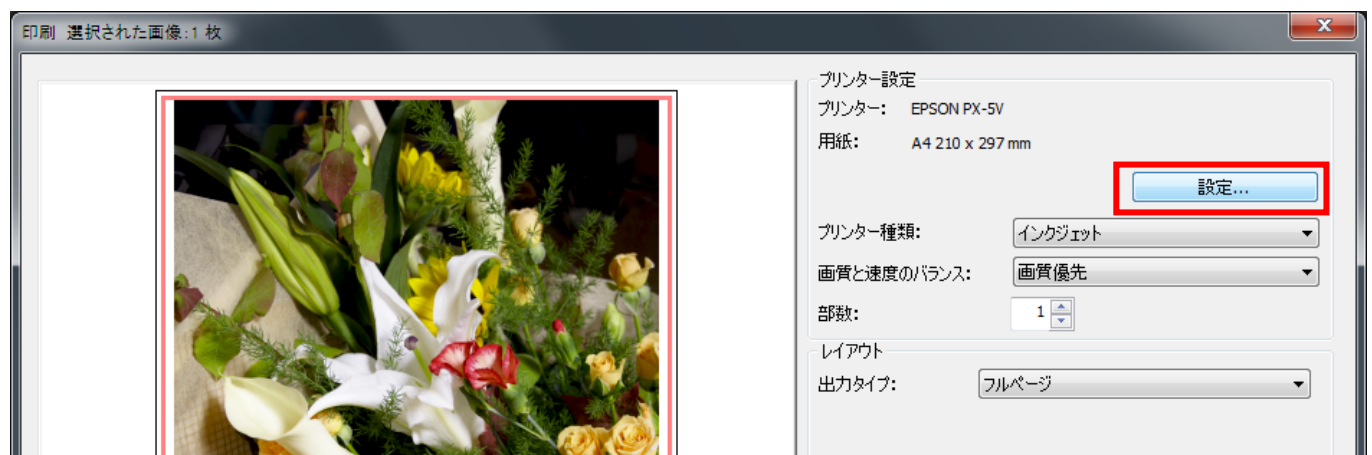 印刷 選択された画像:1 枚
プリンター設定
プリンター: EPSON PX-5V
用紙: A4 210 x 297 mm
設定...
プリンター種類: インクジェット
画質と速度のバランス: 画質優先
部数: 1
レイアウト
出力タイプ: フルページ